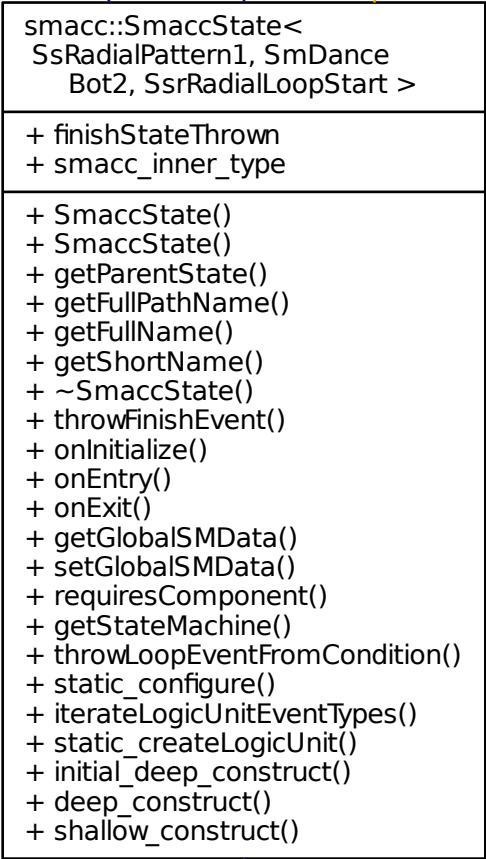 smacc::SmaccState<
SsRadialPattern1, SmDance
Bot2, SsrRadialLoopStart >
+ finishStateThrown
+ smacc_inner_type
+ SmaccState()
+ SmaccState()
+ getParentState()
+ getFullPathName()
+ getFullName()
+ getShortName()
+ ~SmaccState()
+ throwFinishEvent()
+ onInitialize()
+ onEntry()
+ onExit()
+ getGlobalSMData()
+ setGlobalSMData()
+ requiresComponent()
+ getStateMachine()
+ throwLoopEventFromCondition()
+ static_configure()
+ iterateLogicUnitEventTypes()
+ static_createLogicUnit()
+ initial_deep_construct()
+ deep_construct()
+ shallow_construct()